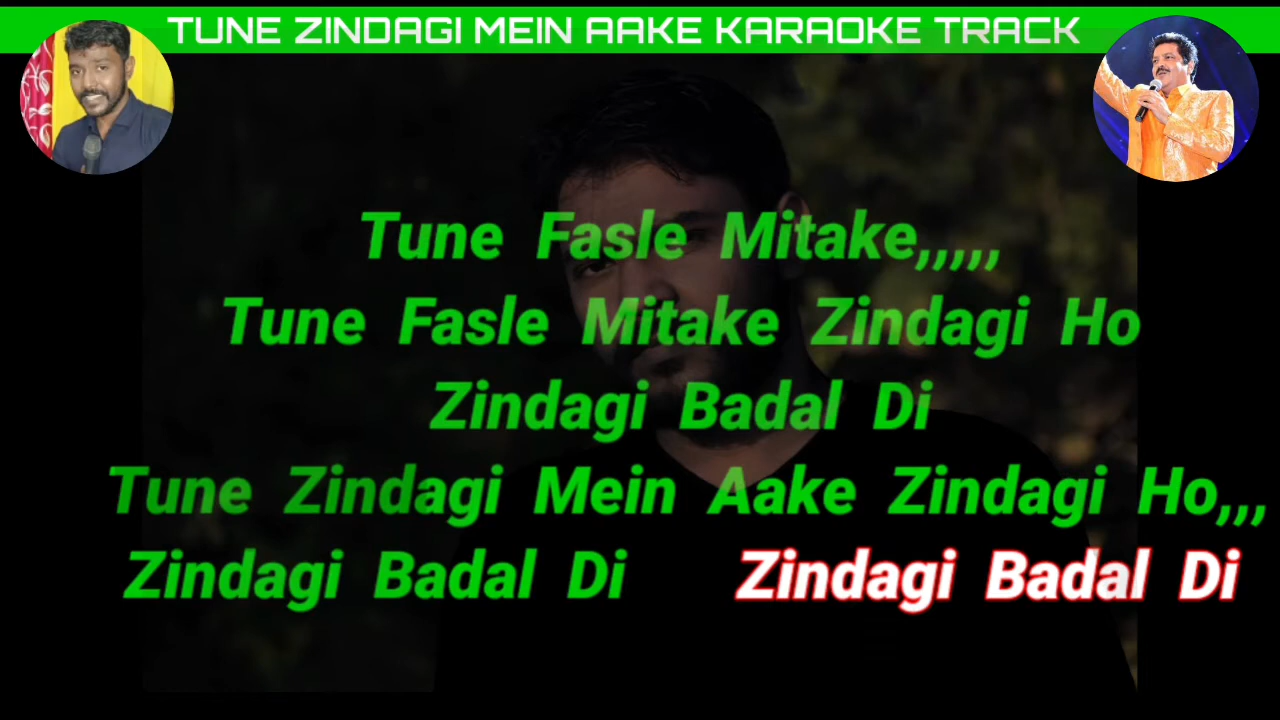 TUNE ZINDAGI MEIN AAKE KARAOKE TRACK
Tune Fasle Mitake,,,,,
Tune Fasle Mitake Zindagi Ho
Zindagi Badal Di
Tune Zindagi Mein Aake Zindagi Ho,,,
Zindagi Badal Di Zindagi Badal Di